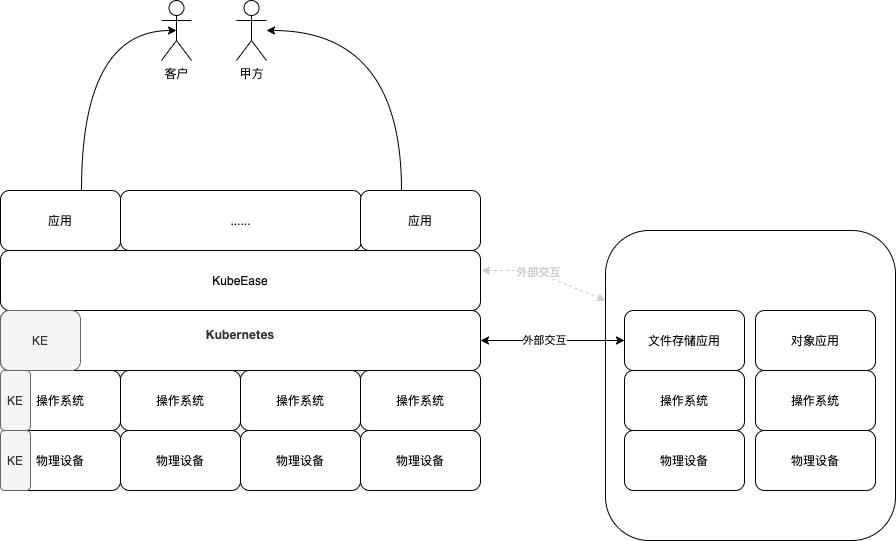 客户
甲方
应用
......
应用
KubeEase
外部交互
KE
Kubernetes
外部交互
文件存储应用
对象应用
KE
操作系统
操作系统
操作系统
操作系统
操作系统
操作系统
KE
物理设备
物理设备
物理设备
物理设备
物理设备
物理设备